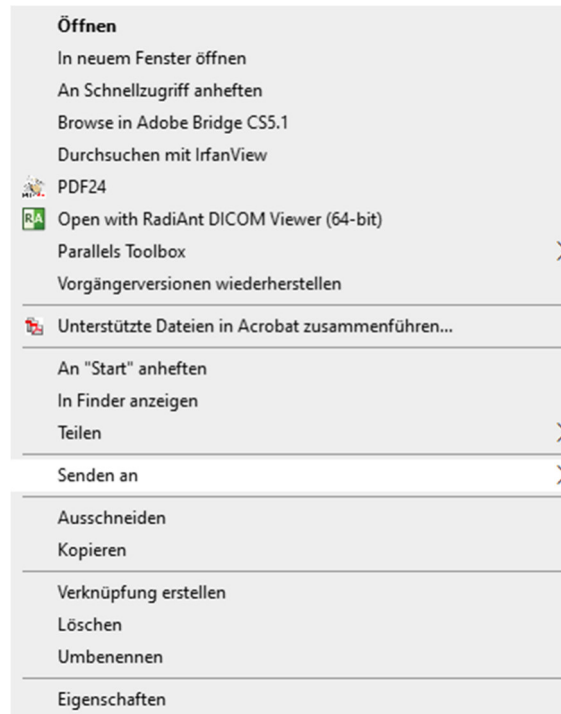 Öffnen
In neuem Fenster öffnen
An Schnellzugriff anheften
Browse in Adobe Bridge CS5.1
Durchsuchen mit IrfanView
PDF24
RA Open with RadiAnt DICOM Viewer (64-bit)
Parallels Toolbox
Vorgängerversionen wiederherstellen
Unterstützte Dateien in Acrobat zusammenführen...
An "Start" anheften
In Finder anzeigen
Teilen
Senden an
Ausschneiden
Kopieren
Verknüpfung erstellen
Löschen
Umbenennen
Eigenschaften